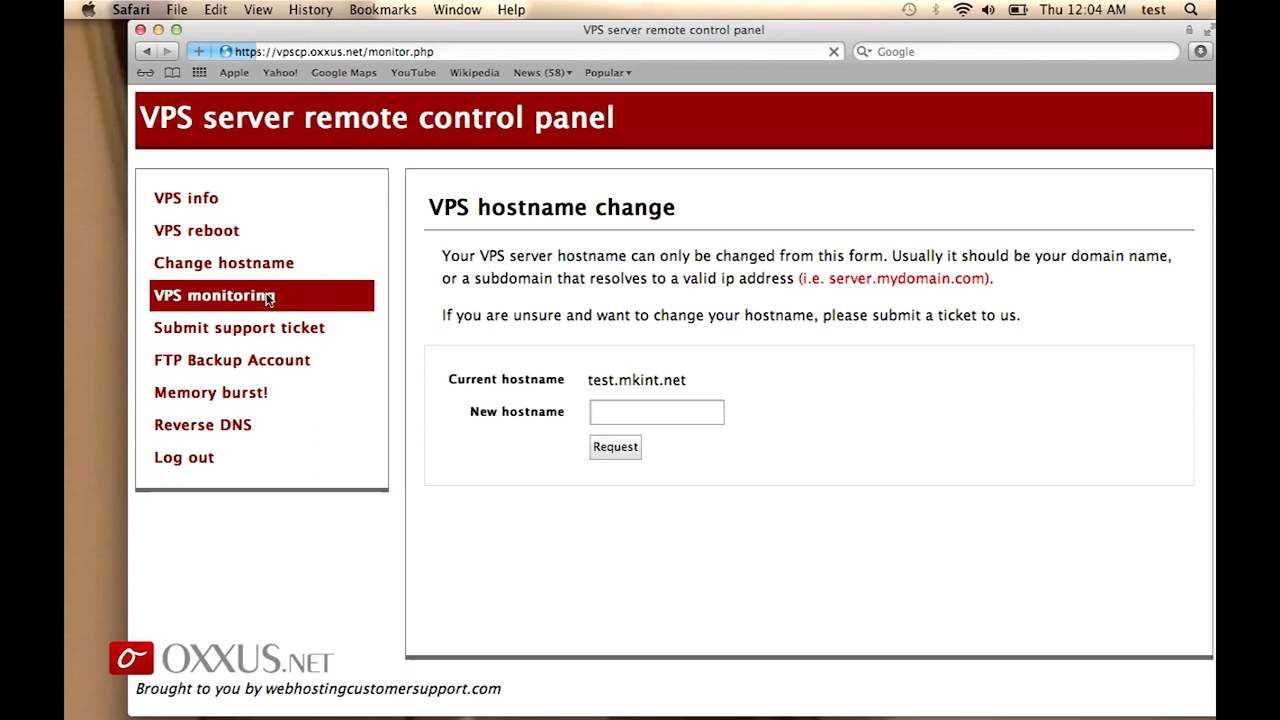 Safari File Edit View History Bookmarks Window Help Thu 12:04 AM test
VPS server remote control panel
https://vpscp.oxxus.net/monitor.php Google
Apple Yahoo! Google Maps YouTube Wikipedia News (58)▾ Popular▾
VPS server remote control panel
VPS info
VPS reboot
Change hostname
VPS monitoring
Submit support ticket
FTP Backup Account
Memory burst!
Reverse DNS
Log out
VPS hostname change
Your VPS server hostname can only be changed from this form. Usually it should be your domain name,
or a subdomain that resolves to a valid ip address (i.e. server.mydomain.com).
If you are unsure and want to change your hostname, please submit a ticket to us.
Current hostname test.mkint.net
New hostname
Request
OXXUS.NET
Brought to you by webhostingcustomersupport.com